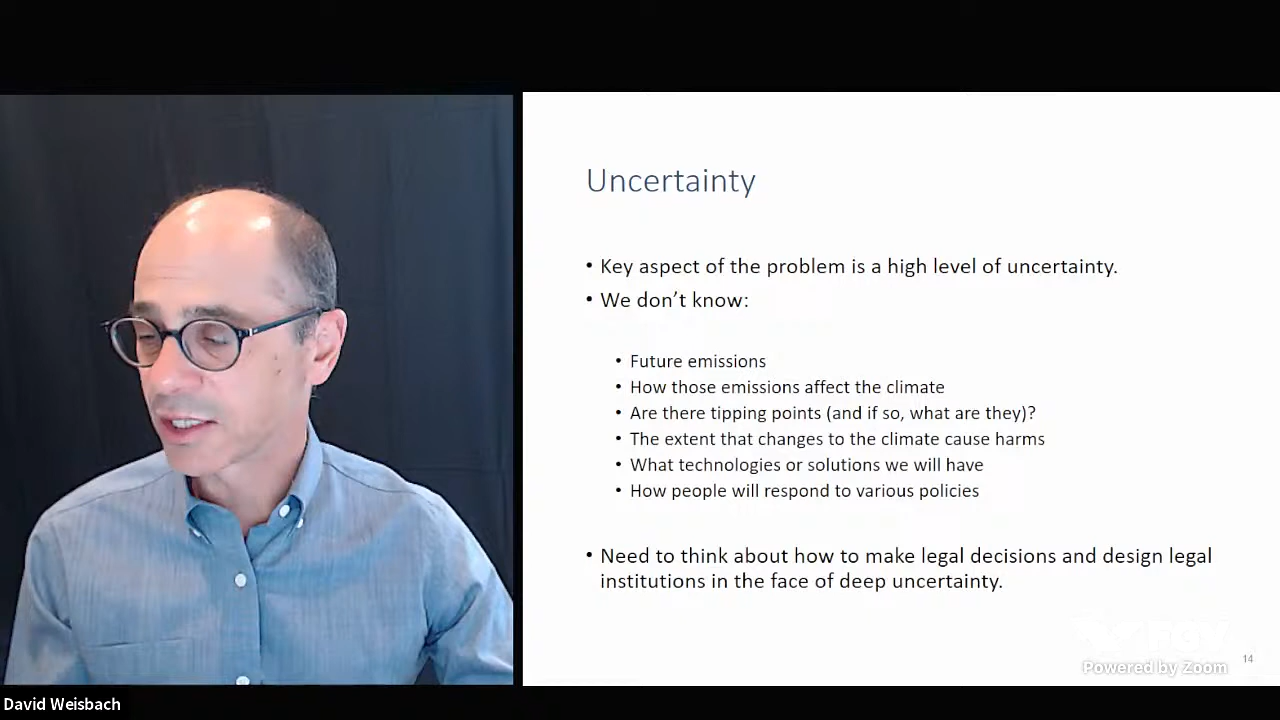 Uncertainty
• Key aspect of the problem is a high level of uncertainty.
• We don’t know:
• Future emissions
• How those emissions affect the climate
• Are there tipping points (and if so, what are they)?
• The extent that changes to the climate cause harms
• What technologies or solutions we will have
• How people will respond to various policies
• Need to think about how to make legal decisions and design legal
institutions in the face of deep uncertainty.
Powered by Zoom
14
David Weisbach